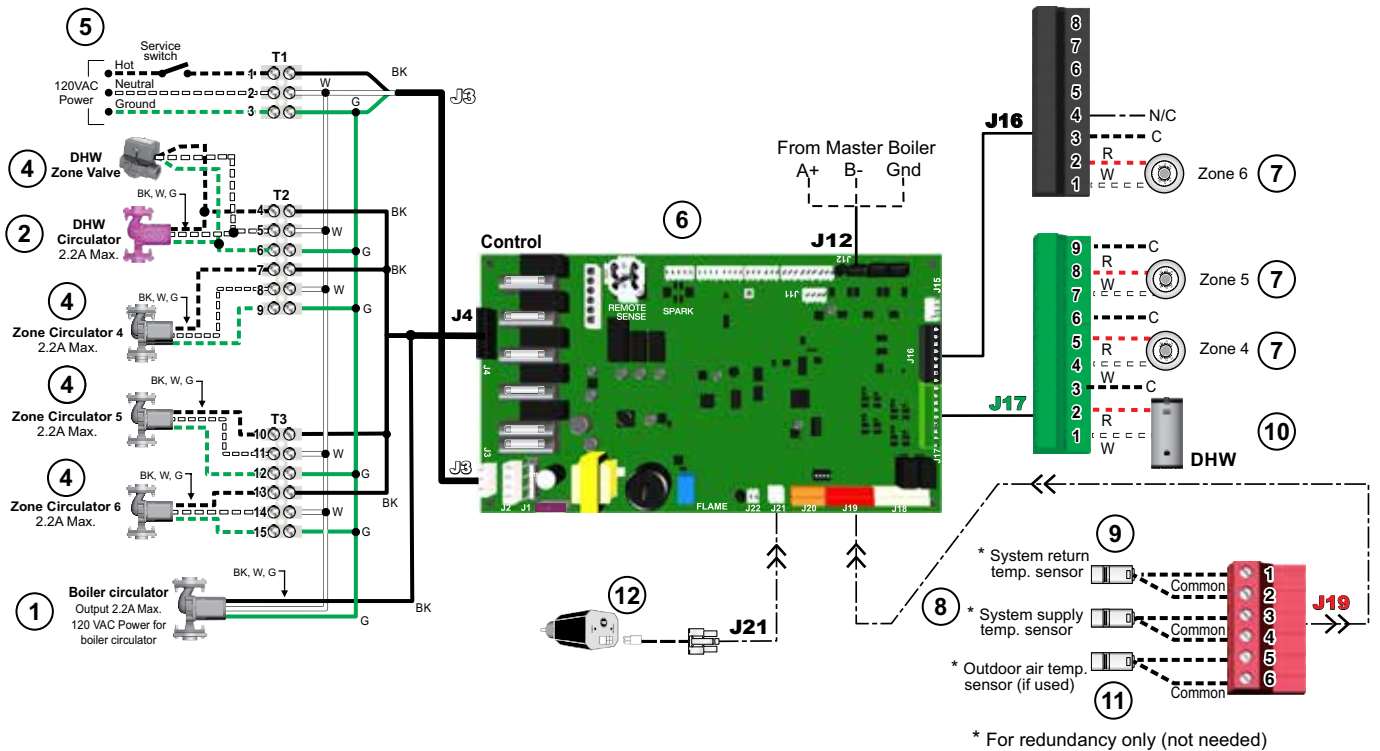 5
Service
switch
Hot
120VAC
Power
Neutral
Ground
T1
1
2
3
BK
W
G
J3
4
DHW
Zone Valve
BK, W, G
2
DHW
Circulator
2.2A Max.
T2
4
5
6
7
8
9
BK
W
G
BK
W
G
4
Zone Circulator 4
2.2A Max.
BK, W, G
4
Zone Circulator 5
2.2A Max.
BK, W, G
T3
10
11
12
13
14
15
W
G
BK
W
G
4
Zone Circulator 6
2.2A Max.
BK, W, G
1
Boiler circulator
Output 2.2A Max.
120 VAC Power for
boiler circulator
BK, W, G
BK
G
J4
J3
Control
6
From Master Boiler
A+ B- Gnd
J12
J12
REMOTE
SENSE
SPARK
J11
J15
J16
J17
J4
J3
J2
J1
FLAME
J22
J21
J20
J19
J18
J16
8
7
6
5
4
3
2
1
N/C
C
R
W
Zone 6
7
J17
9
8
7
6
5
4
3
2
1
C
R
W
Zone 5
7
C
R
W
Zone 4
7
C
R
W
DHW
10
12
J21
9
* System return
temp. sensor
Common
8
* System supply
temp. sensor
Common
* Outdoor air temp.
sensor (if used)
Common
11
1
2
3
4
5
6
J19
* For redundancy only (not needed)